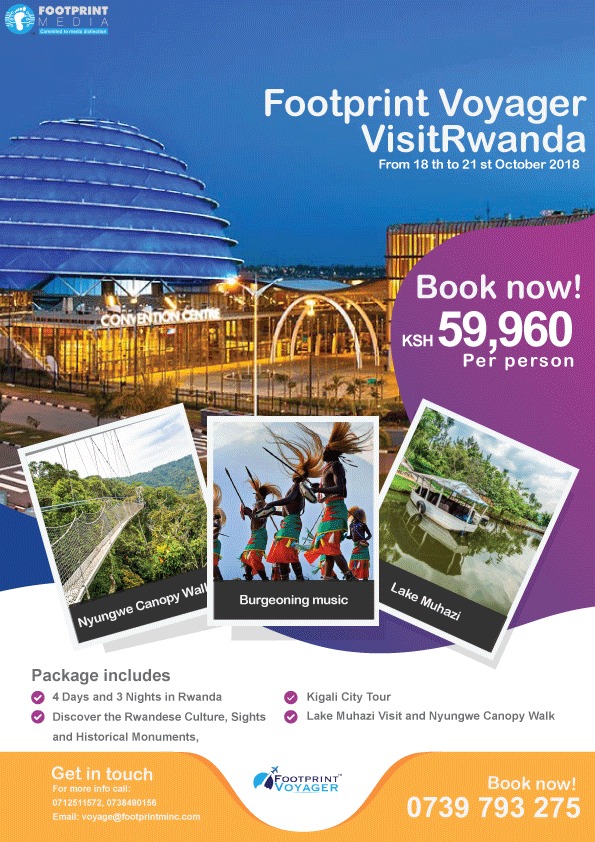 FOOTPRINT
MEDIA
Committed to media distinction
Footprint Voyager
VisitRwanda
From 18 th to 21 st October 2018
Book now!
KSH 59,960
Per person
CONVENTION CENTRE
Nyungwe Canopy Walk
Burgeoning music
Lake Muhazi
Package includes
4 Days and 3 Nights in Rwanda
Discover the Rwandese Culture, Sights
and Historical Monuments,
Kigali City Tour
Lake Muhazi Visit and Nyungwe Canopy Walk
Get in touch
For more info call:
0712511572, 0738490156
Email: voyage@footprintminc.com
FOOTPRINT™
VOYAGER
Book now!
0739 793 275